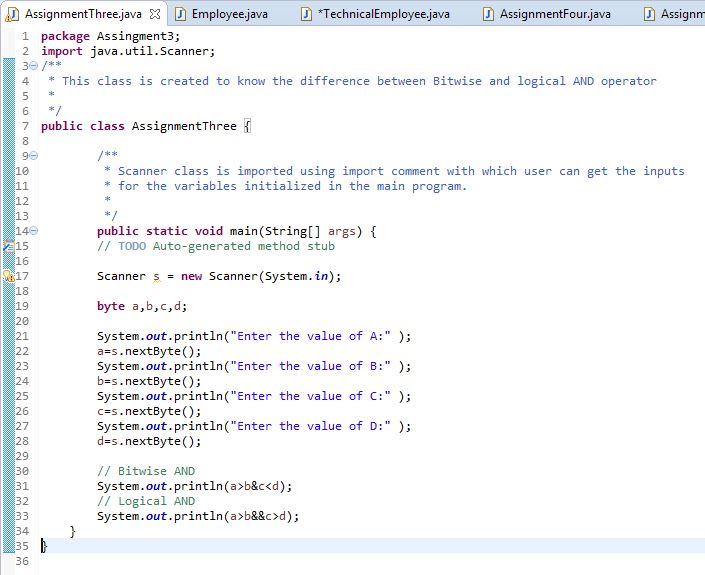 AssignmentThree.java Employee.java *TechnicalEmployee.java AssignmentFour.java Assignm
1 package Assingment3;
2 import java.util.Scanner;
3 /**
4 * This class is created to know the difference between Bitwise and logical AND operator
5 *
6 */
7 public class AssignmentThree {
8
9 /**
10 * Scanner class is imported using import comment with which user can get the inputs
11 * for the variables initialized in the main program.
12 *
13 */
14 public static void main(String[] args) {
15 // TODO Auto-generated method stub
16
17 Scanner s = new Scanner(System.in);
18
19 byte a,b,c,d;
20
21 System.out.println("Enter the value of A:" );
22 a=s.nextByte();
23 System.out.println("Enter the value of B:" );
24 b=s.nextByte();
25 System.out.println("Enter the value of C:" );
26 c=s.nextByte();
27 System.out.println("Enter the value of D:" );
28 d=s.nextByte();
29
30 // Bitwise AND
31 System.out.println(a>b&c<d);
32 // Logical AND
33 System.out.println(a>b&&c>d);
34 }
35 }
36